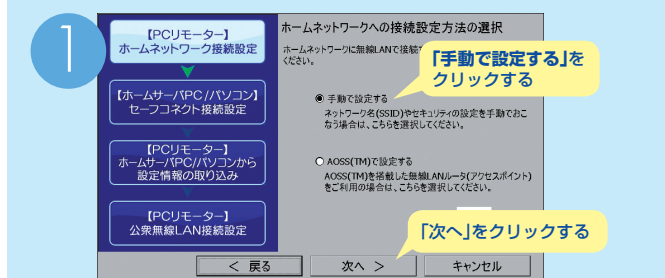 1
【PCリモーター】
ホームネットワーク接続設定
【ホームサーバPC/パソコン】
セーフコネクト接続設定
【PCリモーター】
ホームサーバPC/パソコンから
設定情報の取り込み
【PCリモーター】
公衆無線LAN接続設定
ホームネットワークへの接続設定方法の選択
ホームネットワークに無線LANで接続
ください。
「手動で設定する」を
クリックする
手動で設定する
ネットワーク名(SSID)やセキュリティの設定を手動でおこ
なう場合は、こちらを選択してください。
AOSS(TM)で設定する
AOSS(TM)を搭載した無線LANルータ(アクセスポイント)
をご利用の場合は、こちらを選択してください。
「次へ」をクリックする
< 戻る
次へ >
キャンセル